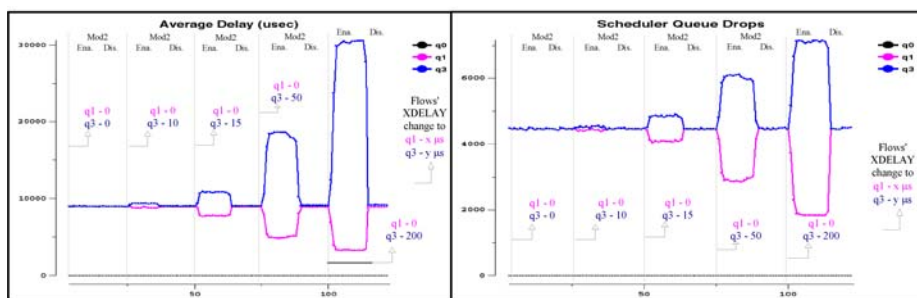 Average Delay (usec)
Mod2 Mod2 Mod2 Mod2 Ena. Dis.
Ena. Dis. Ena. Dis. Ena. Dis. Ena. Dis.
30000
20000
10000
0
50
100
q1 - 0
q3 - 0
q1 - 0
q3 - 10
q1 - 0
q3 - 15
q1 - 0
q3 - 50
q1 - 0
q3 - 200
q0
q1
q3
Flows'
XDELAY
change to
q1 - x µs
q3 - y µs
Scheduler Queue Drops
Mod2 Mod2 Mod2 Mod2 Ena. Dis.
Ena. Dis. Ena. Dis. Ena. Dis. Ena. Dis.
6000
4000
2000
0
50
100
q1 - 0
q3 - 0
q1 - 0
q3 - 10
q1 - 0
q3 - 15
q1 - 0
q3 - 50
q1 - 0
q3 - 200
q0
q1
q3
Flows'
XDELAY
change to
q1 - x µs
q3 - y µs